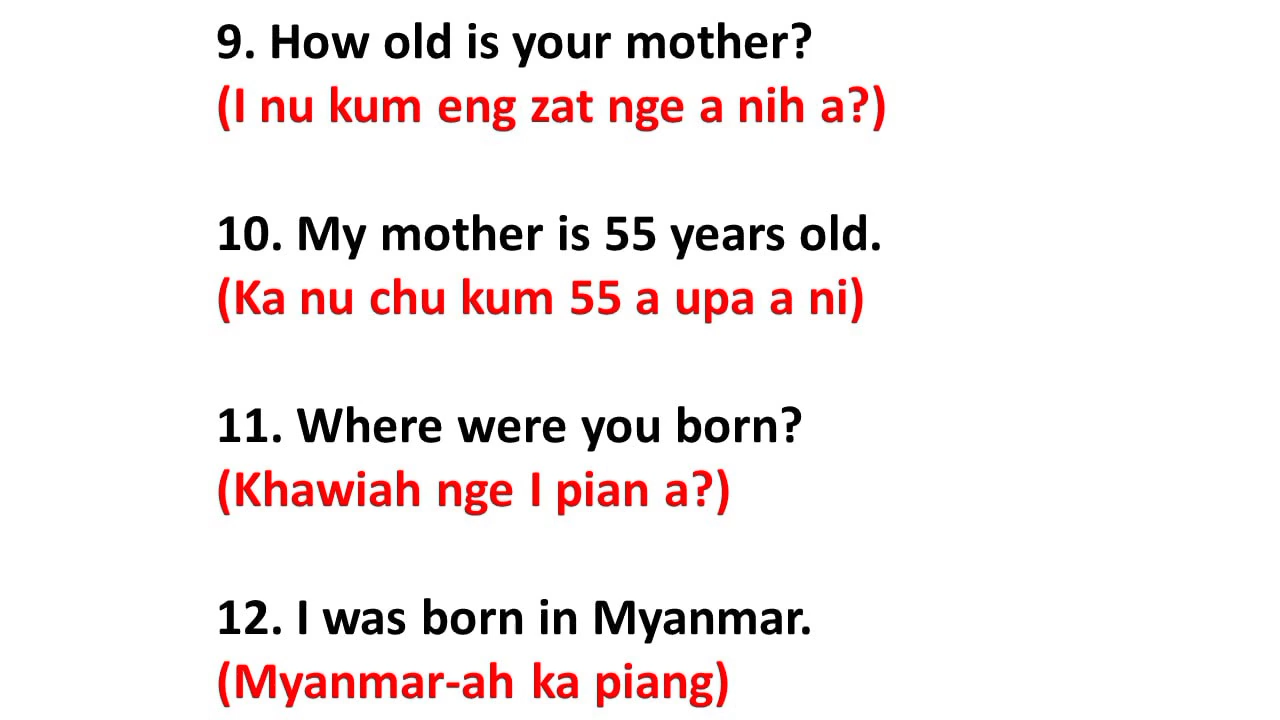 9. How old is your mother?
(I nu kum eng zat nge a nih a?)
10. My mother is 55 years old.
(Ka nu chu kum 55 a upa a ni)
11. Where were you born?
(Khawiah nge I pian a?)
12. I was born in Myanmar.
(Myanmar-ah ka piang)